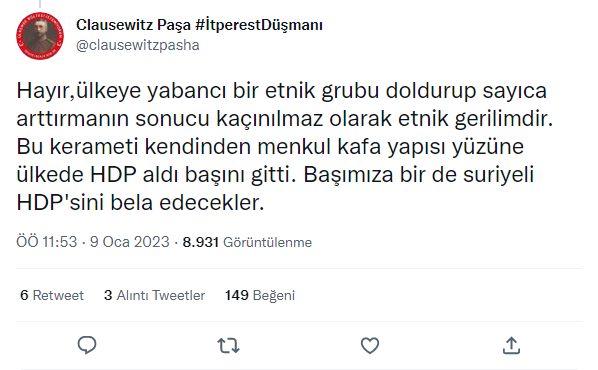 Clausewitz Paşa #İtperestDüşmanı
@clausewitzpasha
Hayır,ülkeye yabancı bir etnik grubu doldurup sayıca
arttırmanın sonucu kaçınılmaz olarak etnik gerilimdir.
Bu kerameti kendinden menkul kafa yapısı yüzüne
ülkede HDP aldı başını gitti. Başımıza bir de suriyeli
HDP'sini bela edecekler.
ÖÖ 11:53 · 9 Oca 2023 · 8.931 Görüntülenme
6 Retweet 3 Alıntı Tweetler 149 Beğeni